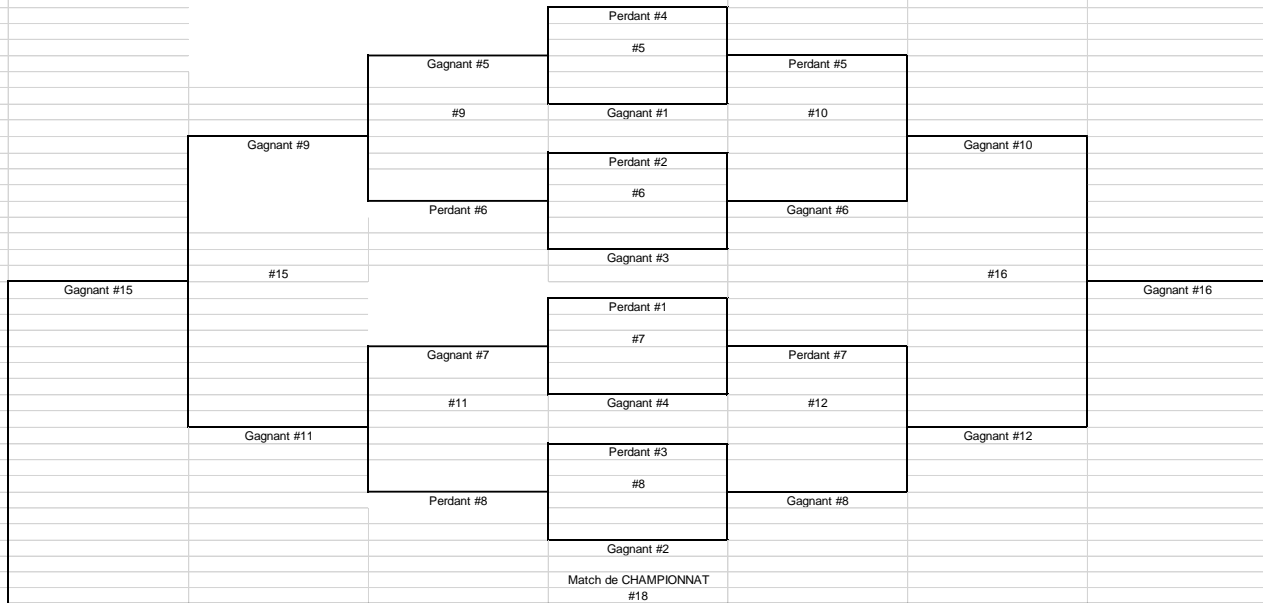 Perdant #4
#5
Gagnant #5
Perdant #5
#9
Gagnant #1
#10
Gagnant #9
Gagnant #10
Perdant #2
#6
Perdant #6
Gagnant #6
Gagnant #3
#15
#16
Gagnant #15
Gagnant #16
Perdant #1
#7
Gagnant #7
Perdant #7
#11
Gagnant #4
#12
Gagnant #11
Gagnant #12
Perdant #3
#8
Perdant #8
Gagnant #8
Gagnant #2
Match de CHAMPIONNAT
#18